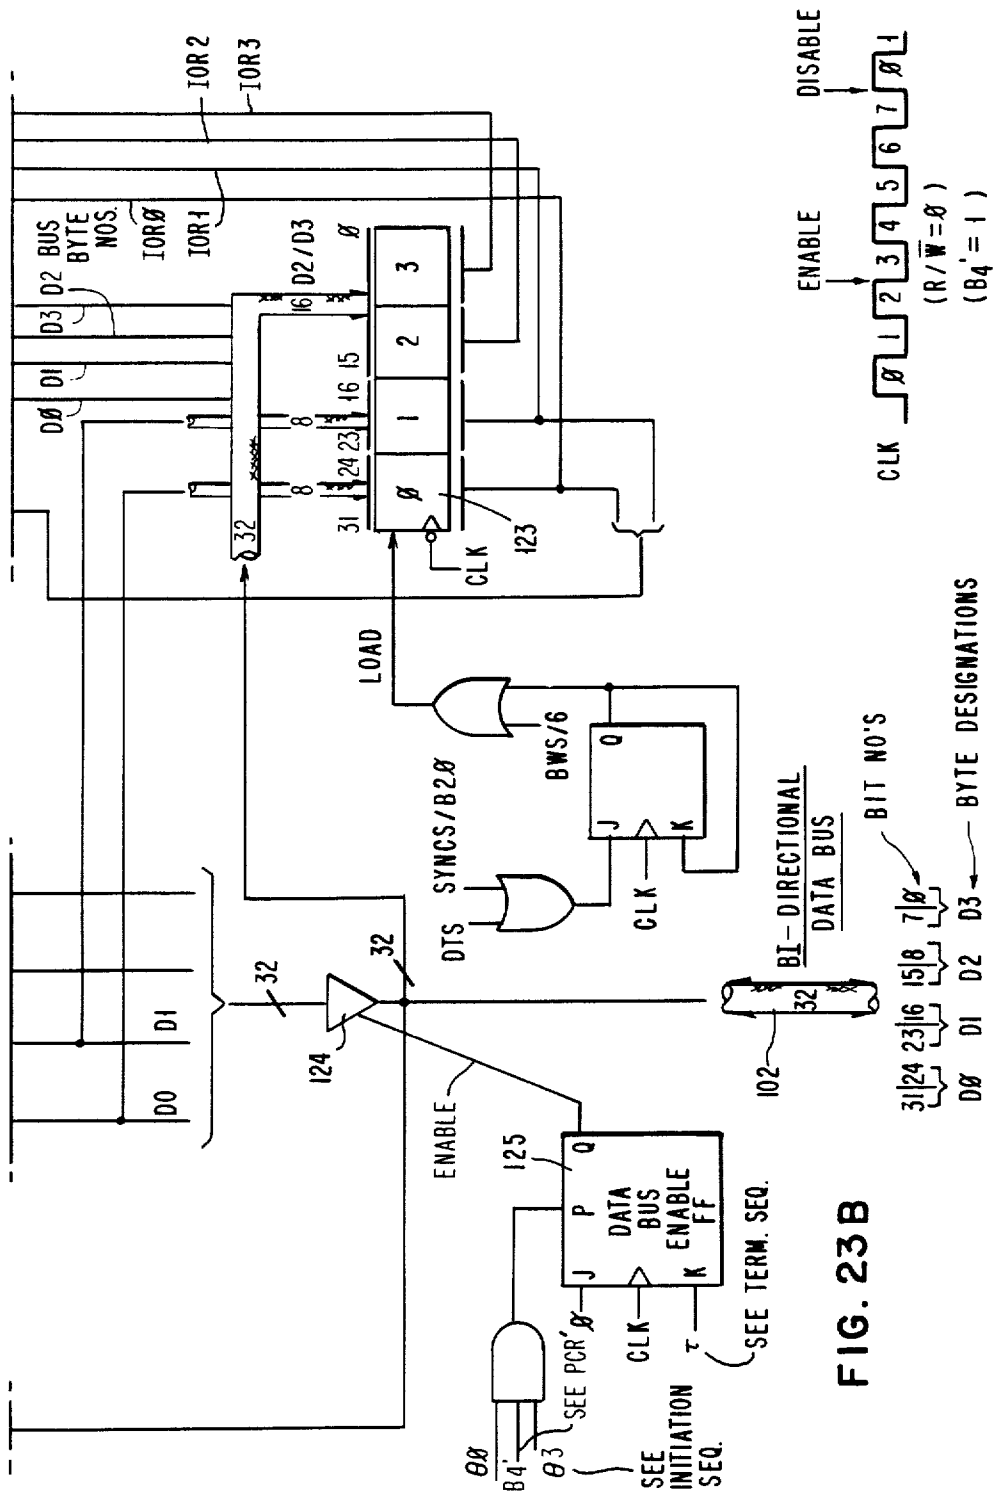 D0
D1
32
124
32
ENABLE
θØ
B4'
θ3
SEE PCR'
SEE
INITIATION
SEQ.
J
P
Q
Ø
DATA
BUS
ENABLE
FF
125
CLK
K
τ
SEE TERM. SEQ.
FIG. 23B
DTS
SYNCS/B2Ø
J
Q
CLK
K
BWS/6
LOAD
102
32
BI-DIRECTIONAL
DATA BUS
31|24
23|16
15|8
7|Ø
BIT NO'S
DØ
D1
D2
D3
BYTE DESIGNATIONS
DØ
D1
D3
D2
BUS
BYTE
NOS.
IORØ
IOR1
IOR2
IOR3
32
8
8
16
D2/D3
31
24
23
16
15
Ø
Ø
1
2
3
CLK
123
ENABLE
DISABLE
CLK
Ø
1
2
3
4
5
6
7
Ø
1
(R/W̅=Ø)
(B4'=1)